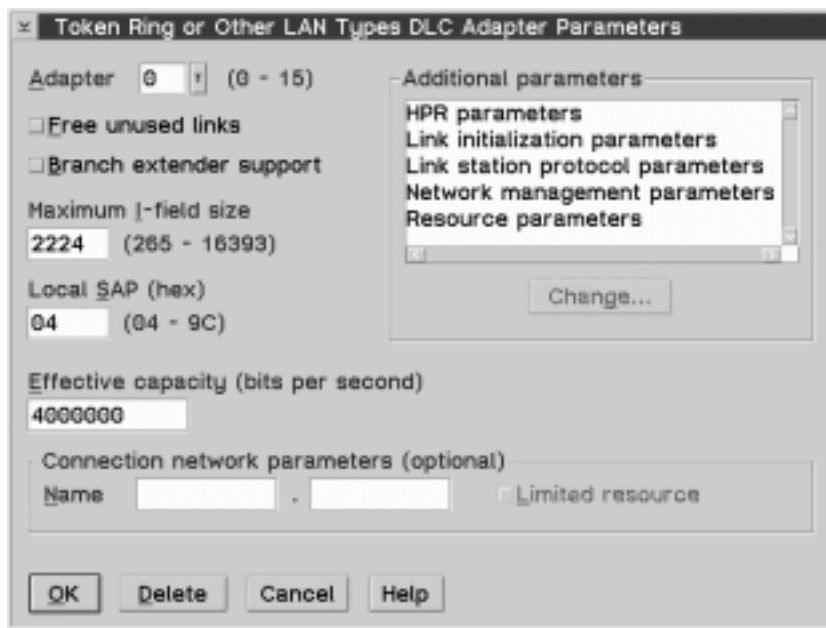 Token Ring or Other LAN Types DLC Adapter Parameters
Adapter 0 (0 - 15)
Free unused links
Branch extender support
Maximum I-field size
2224 (265 - 16393)
Local SAP (hex)
04 (04 - 9C)
Additional parameters
HPR parameters
Link initialization parameters
Link station protocol parameters
Network management parameters
Resource parameters
Change...
Effective capacity (bits per second)
4000000
Connection network parameters (optional)
Name . Limited resource
OK Delete Cancel Help